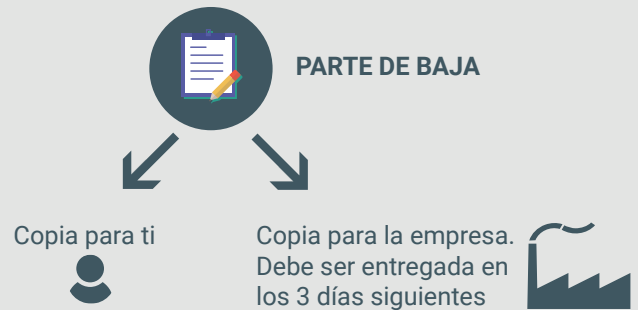 PARTE DE BAJA
Copia para ti
Copia para la empresa.
Debe ser entregada en
los 3 días siguientes